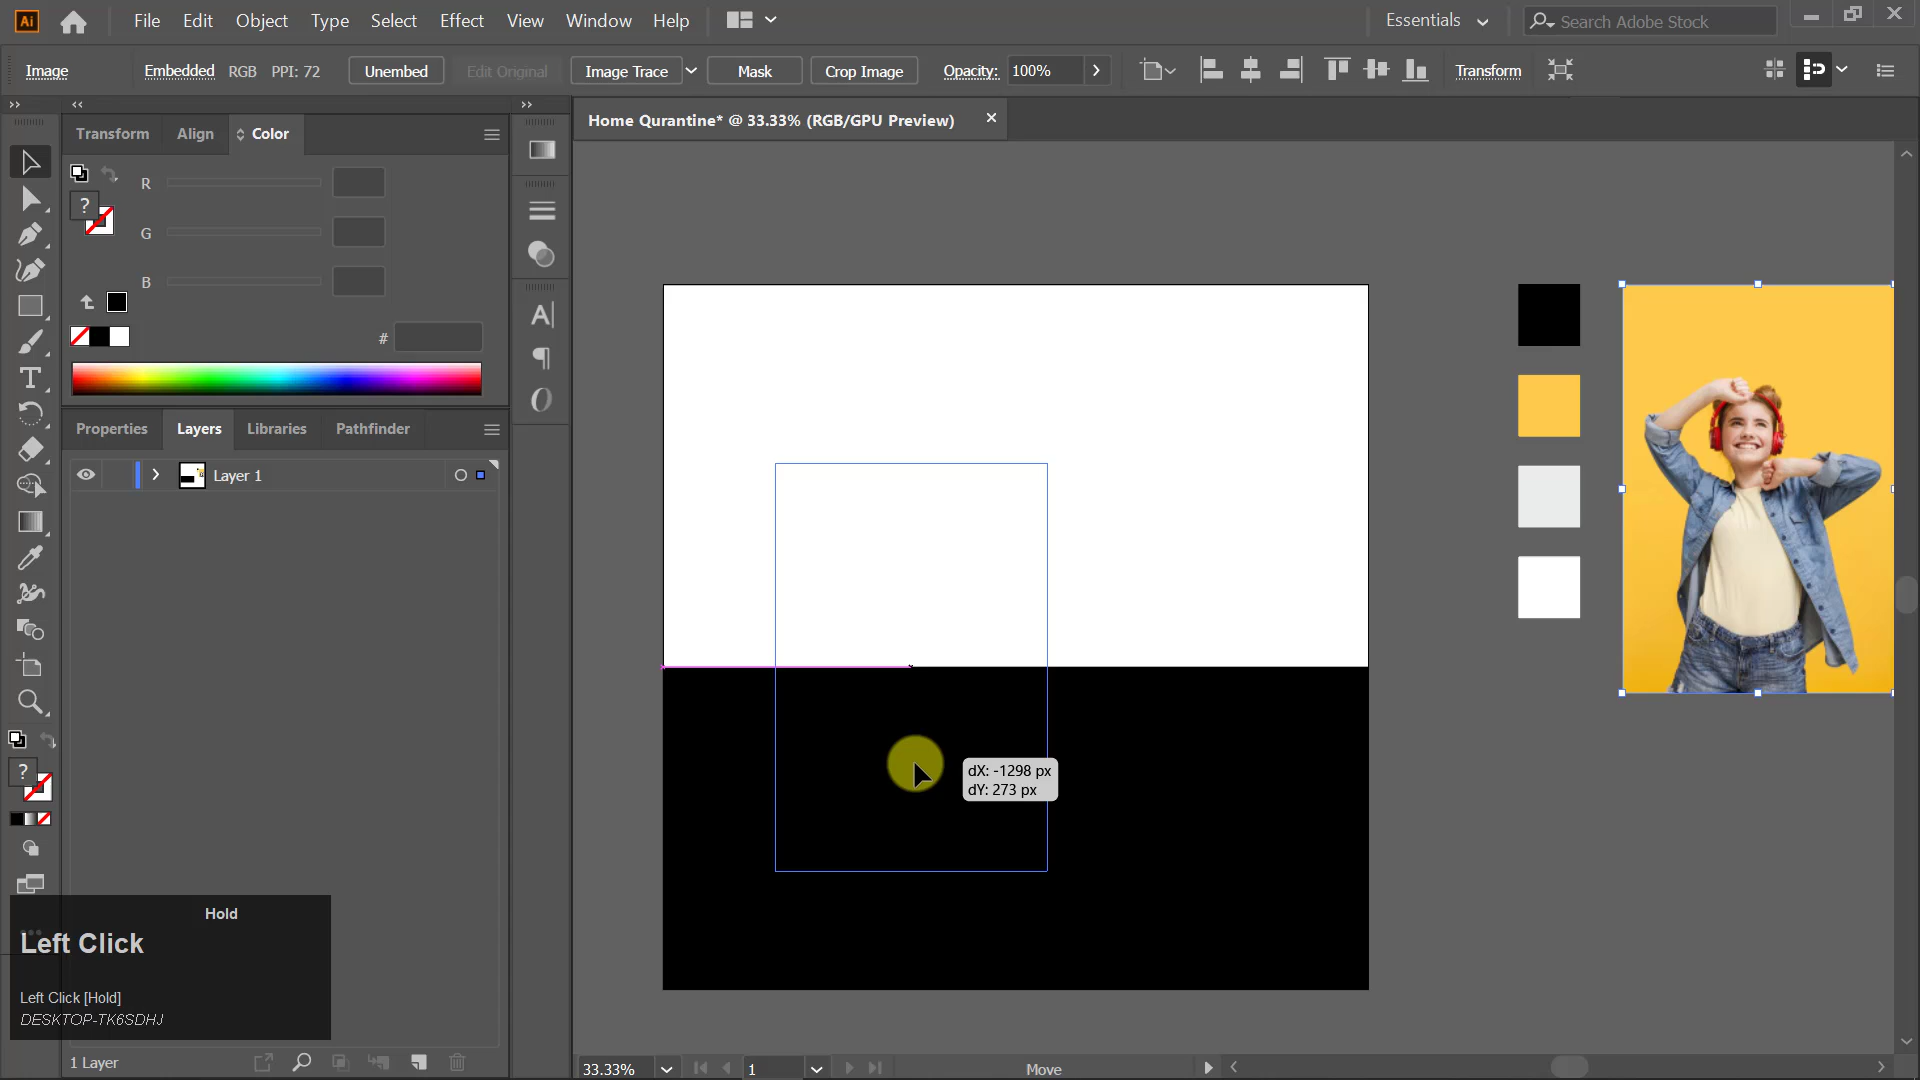 Ai File Edit Object Type Select Effect View Window Help Essentials Search Adobe Stock
Image Embedded RGB PPI: 72 Unembed Edit Original Image Trace Mask Crop Image Opacity: 100% Transform
Transform Align Color
Home Qurantine* @ 33.33% (RGB/GPU Preview)
R
?
G
B
#
Properties Layers Libraries Pathfinder
Layer 1
dX: -1298 px
dY: 273 px
?
Hold
Left Click
Left Click [Hold]
DESKTOP-TK6SDHJ
1 Layer
33.33% 1 Move